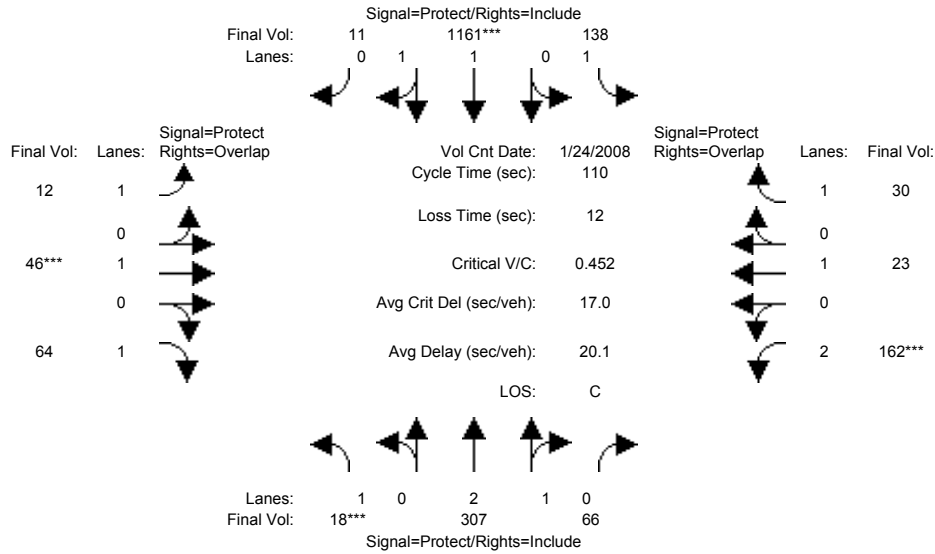 Signal=Protect/Rights=Include
Final Vol: 11 1161*** 138
Lanes: 0 1 1 0 1
Signal=Protect Signal=Protect
Final Vol: Lanes: Rights=Overlap Vol Cnt Date: 1/24/2008 Rights=Overlap Lanes: Final Vol:
Cycle Time (sec): 110
12 1 1 30
Loss Time (sec): 12
0 0
46*** 1 Critical V/C: 0.452 1 23
0 Avg Crit Del (sec/veh): 17.0 0
64 1 Avg Delay (sec/veh): 20.1 2 162***
LOS: C
Lanes: 1 0 2 1 0
Final Vol: 18*** 307 66
Signal=Protect/Rights=Include